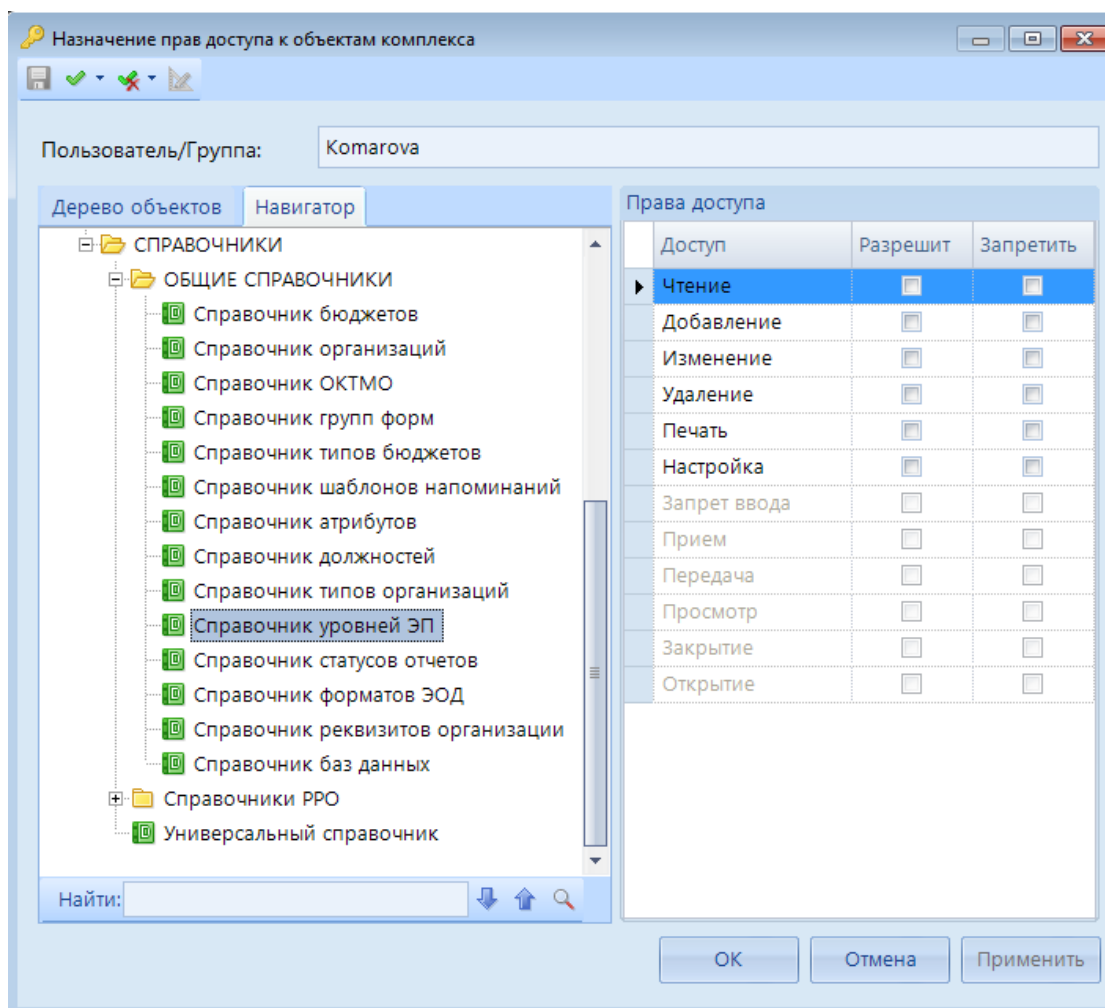 Назначение прав доступа к объектам комплекса
Пользователь/Группа: Komarova
Дерево объектов Навигатор
СПРАВОЧНИКИ
ОБЩИЕ СПРАВОЧНИКИ
Справочник бюджетов
Справочник организаций
Справочник ОКТМО
Справочник групп форм
Справочник типов бюджетов
Справочник шаблонов напоминаний
Справочник атрибутов
Справочник должностей
Справочник типов организаций
Справочник уровней ЭП
Справочник статусов отчетов
Справочник форматов ЭОД
Справочник реквизитов организации
Справочник баз данных
Справочники РРО
Универсальный справочник
Найти:
Права доступа
Доступ Разрешит Запретить
Чтение
Добавление
Изменение
Удаление
Печать
Настройка
Запрет ввода
Прием
Передача
Просмотр
Закрытие
Открытие
ОК Отмена Применить